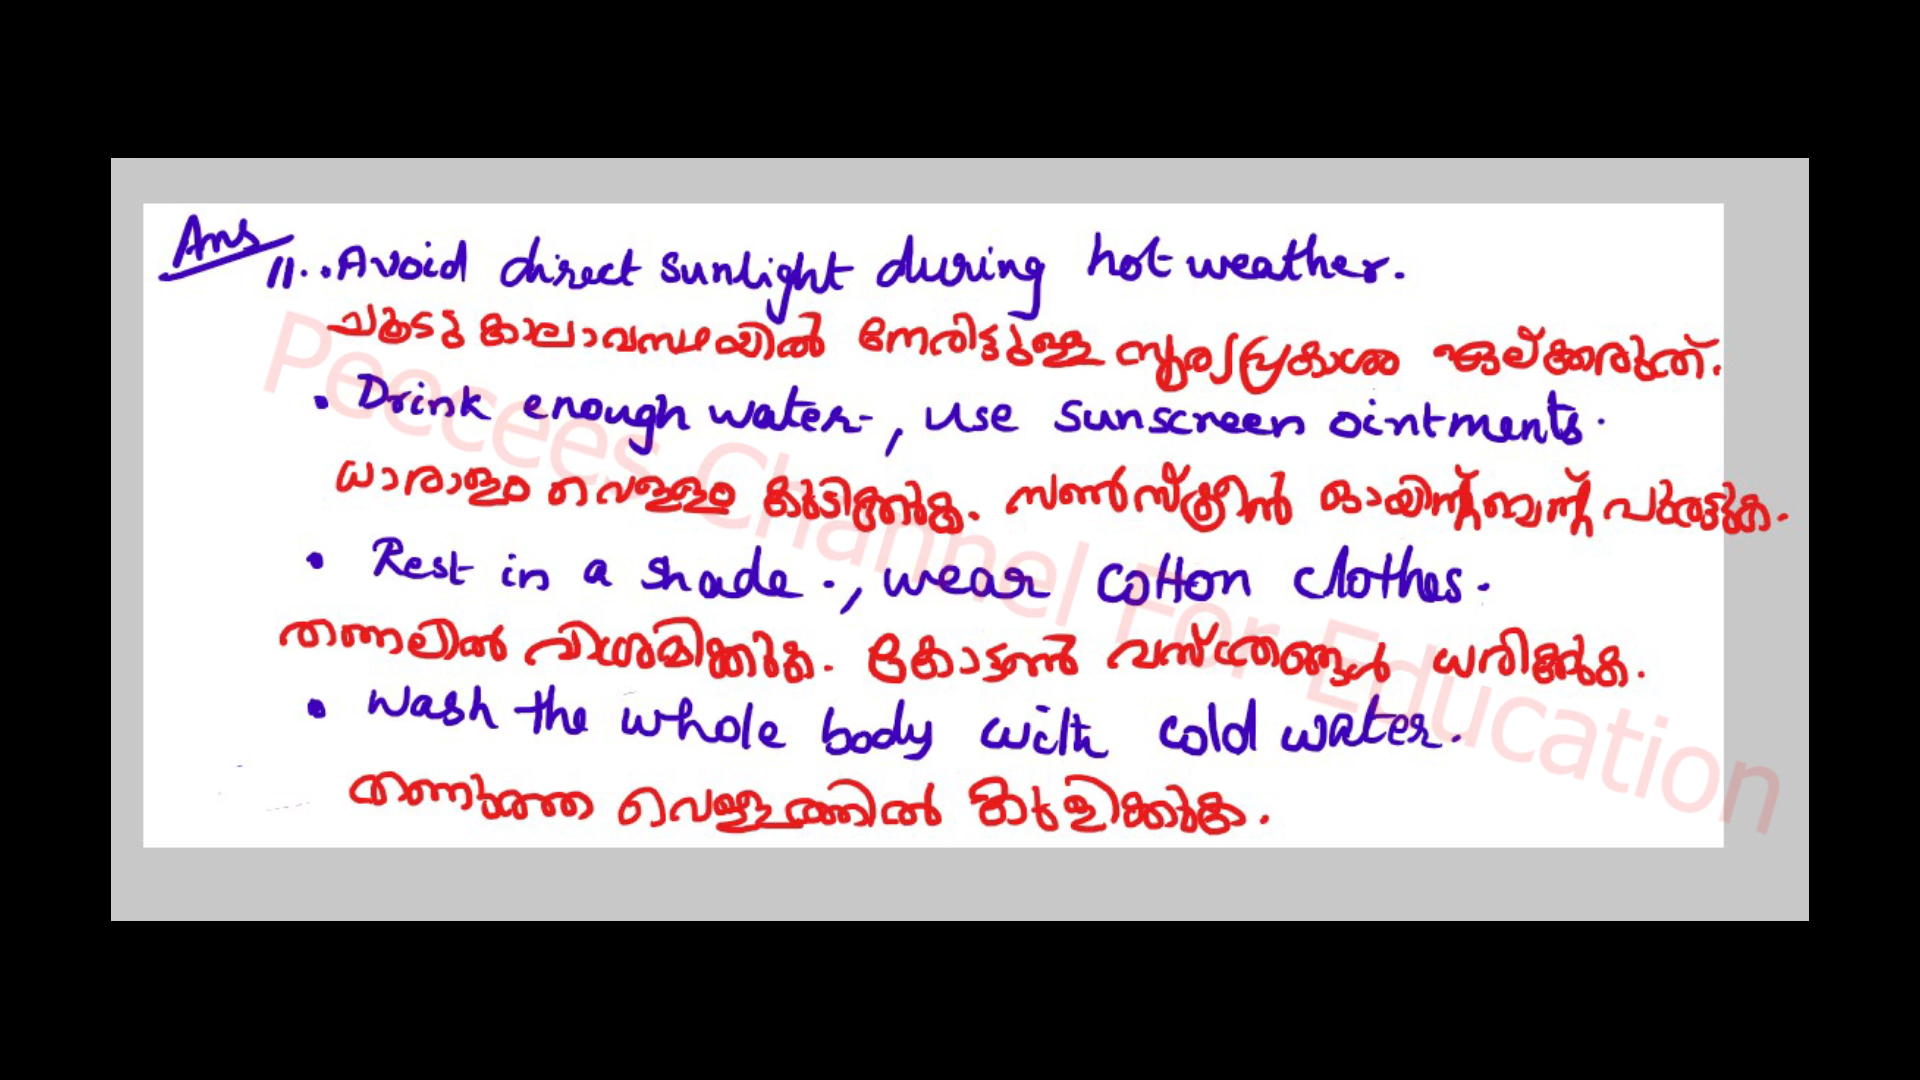 Ans 11. • Avoid direct sunlight during hot weather.
ചൂടു കാലാവസ്ഥയിൽ നേരിട്ടുള്ള സൂര്യപ്രകാശം ഏല്ക്കരുത്.
• Drink enough water, use sunscreen ointments.
ധാരാളം വെള്ളം കുടിക്കുക. സൺസ്ക്രീൻ ഓയിന്റ്മെന്റ് പുരട്ടുക.
• Rest in a shade., wear cotton clothes.
തണലിൽ വിശ്രമിക്കുക. കോട്ടൺ വസ്ത്രങ്ങൾ ധരിക്കുക.
• Wash the whole body with cold water.
തണുത്ത വെള്ളത്തിൽ കുളിക്കുക.
Peecees Channel For Education